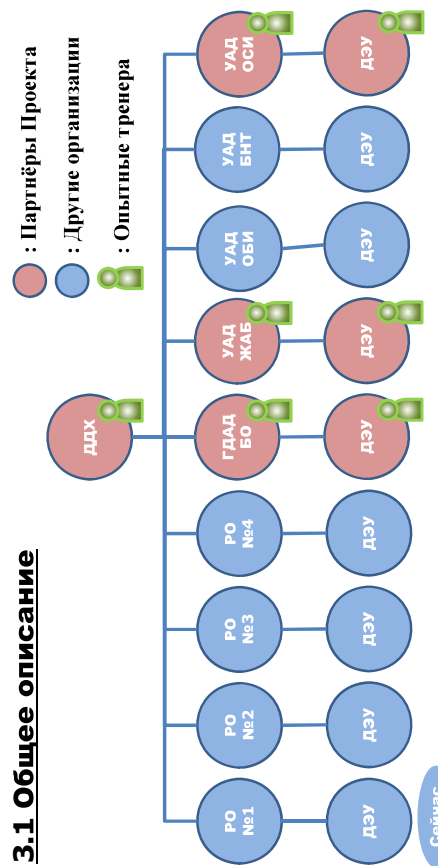 3.1 Общее описание
: Партнёры Проекта
: Другие организации
: Опытные тренера
ДДХ
РО
№1
РО
№2
РО
№3
РО
№4
ГДАД
БО
УАД
ЖАБ
УАД
ОБИ
УАД
БНТ
УАД
ОСИ
ДЭУ
ДЭУ
ДЭУ
ДЭУ
ДЭУ
ДЭУ
ДЭУ
ДЭУ
ДЭУ
Сейчас